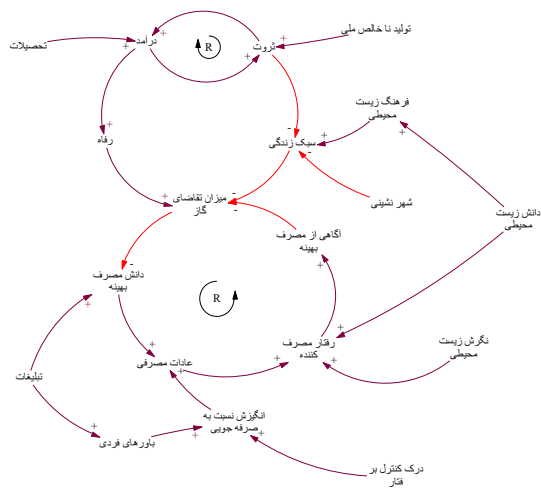 تولید نا خالص ملی
درآمد
ثروت
تحصیلات
R
فرهنگ زیست
محیطی
رفاه
سبک زندگی
میزان تقاضای
گاز
شهر نشینی
دانش زیست
محیطی
آگاهی از مصرف
بهینه
دانش مصرف
بهینه
R
رفتار مصرف
کننده
نگرش زیست
محیطی
عادات مصرفی
تبلیغات
انگیزش نسبت به
صرفه جویی
باورهای فردی
درک کنترل بر
فتار